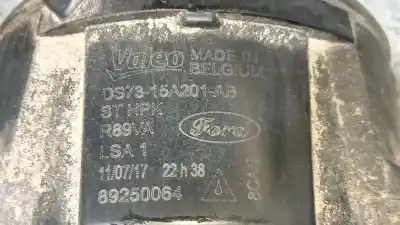 Valeo MADE IN BELGIUM
DS73-15A201-AB
ST HPK
R89VA Ford
LSA 1
11/07/17 22 h 38
89250064